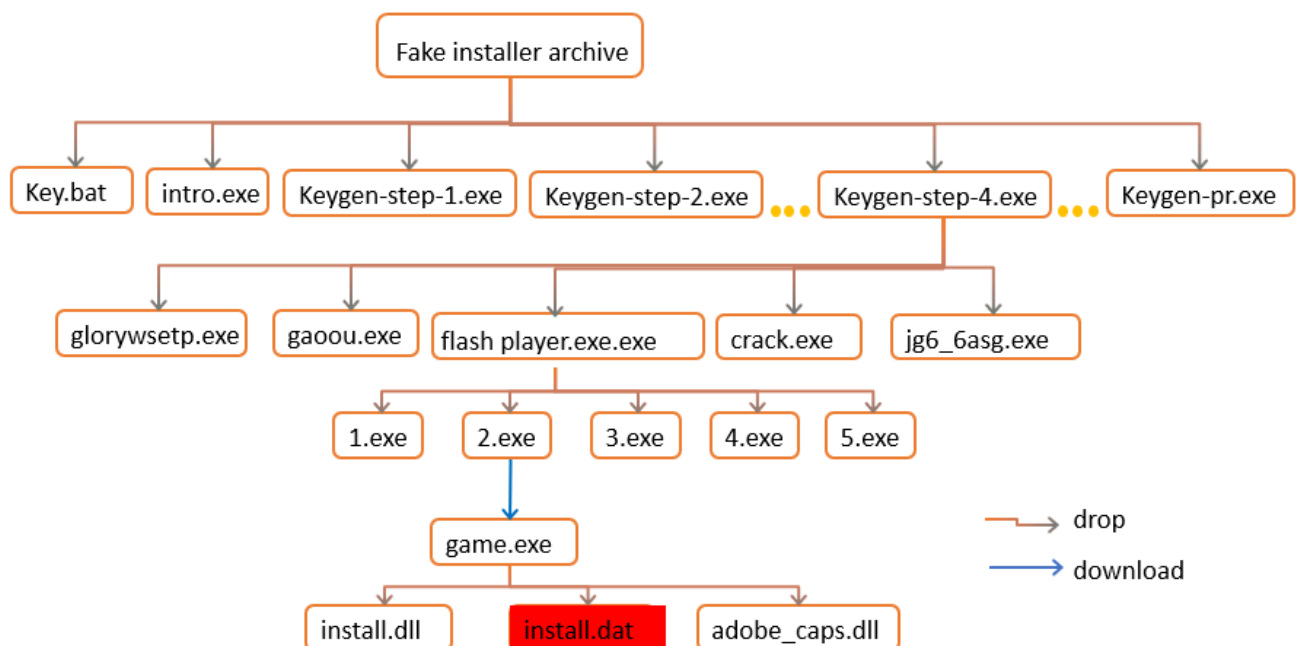 Fake installer archive
Key.bat
intro.exe
Keygen-step-1.exe
Keygen-step-2.exe
Keygen-step-4.exe
Keygen-pr.exe
glorywsetp.exe
gaoou.exe
flash player.exe.exe
crack.exe
jg6_6asg.exe
1.exe
2.exe
3.exe
4.exe
5.exe
drop
game.exe
download
install.dll
install.dat
adobe_caps.dll